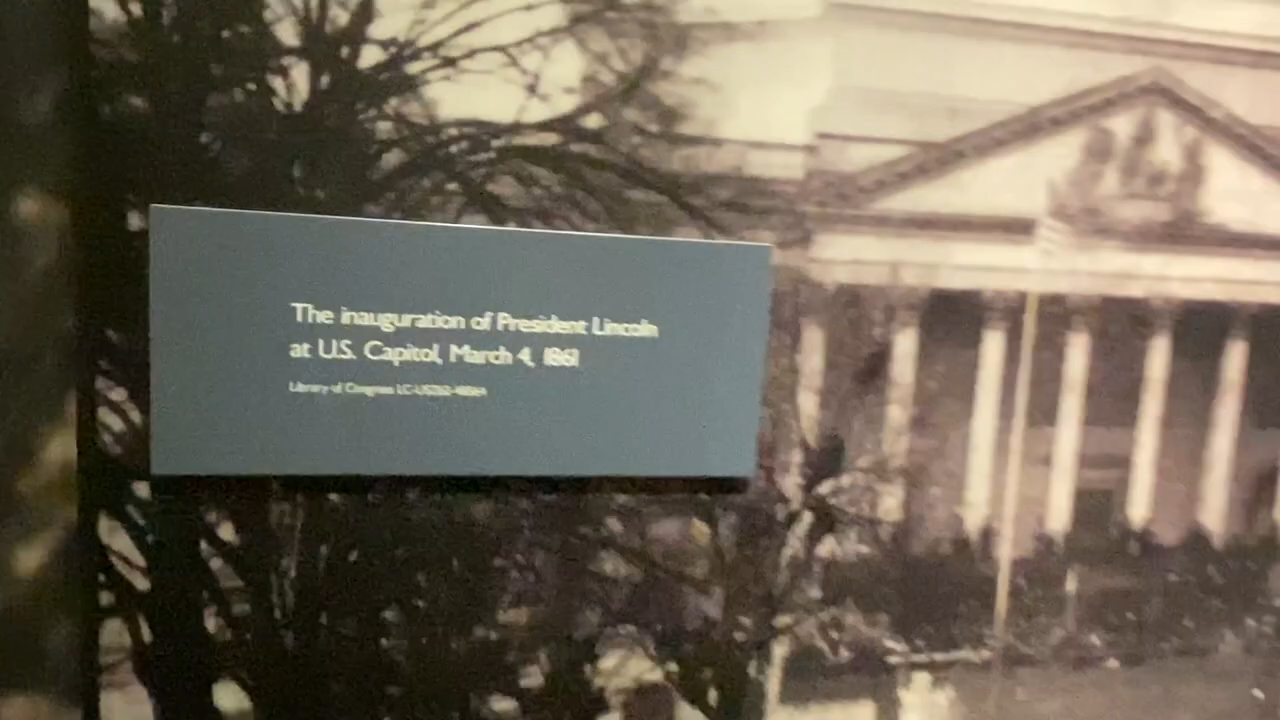 The inauguration of President Lincoln
at U.S. Capitol, March 4, 1861
Library of Congress